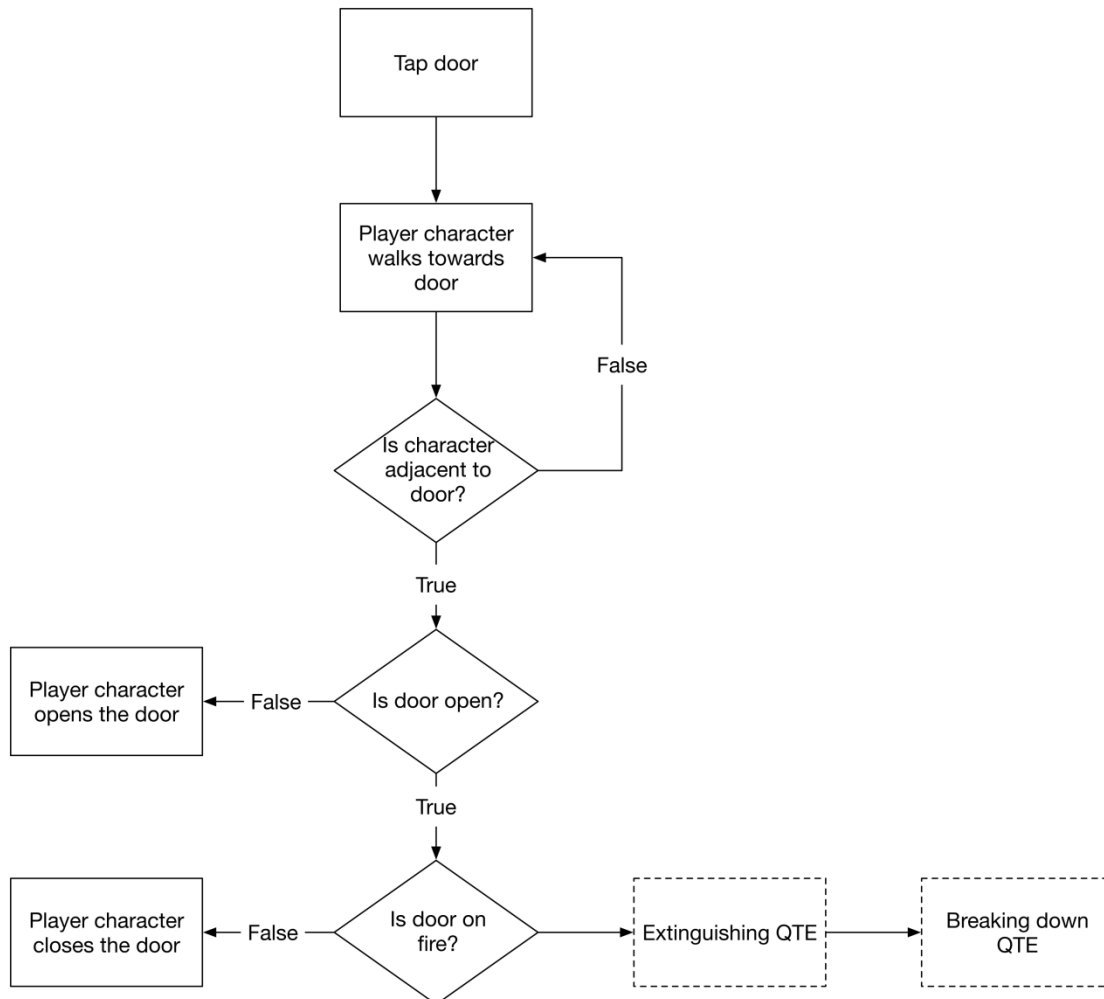 Tap door
Player character
walks towards
door
False
Is character
adjacent to
door?
True
Player character
opens the door
False
Is door open?
True
Player character
closes the door
False
Is door on
fire?
Extinguishing QTE
Breaking down
QTE